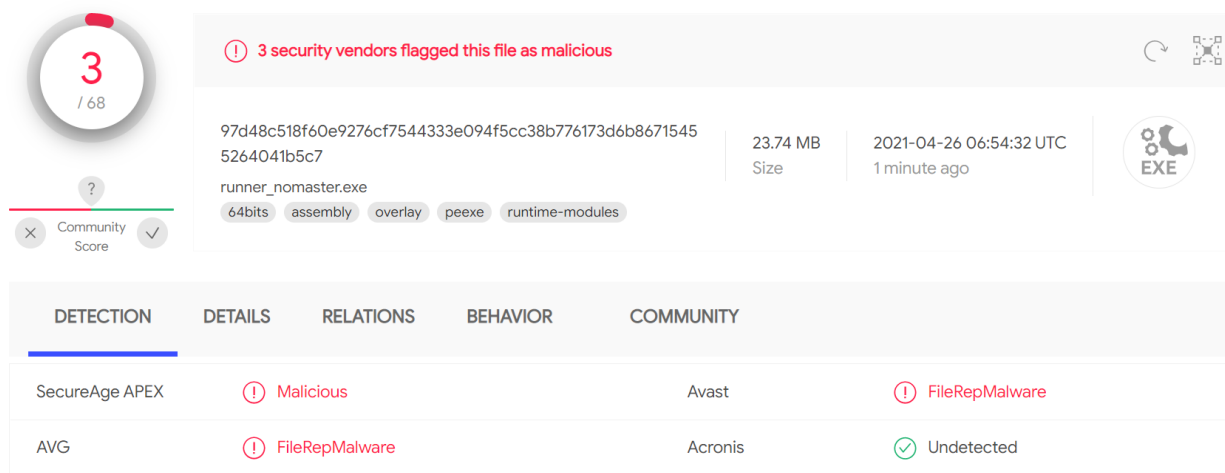 3
/ 68
?
Community
Score
3 security vendors flagged this file as malicious
97d48c518f60e9276cf7544333e094f5cc38b776173d6b8671545
5264041b5c7
runner_nomaster.exe
64bits assembly overlay peexe runtime-modules
23.74 MB
Size
2021-04-26 06:54:32 UTC
1 minute ago
EXE
DETECTION DETAILS RELATIONS BEHAVIOR COMMUNITY
SecureAge APEX Malicious Avast FileRepMalware
AVG FileRepMalware Acronis Undetected